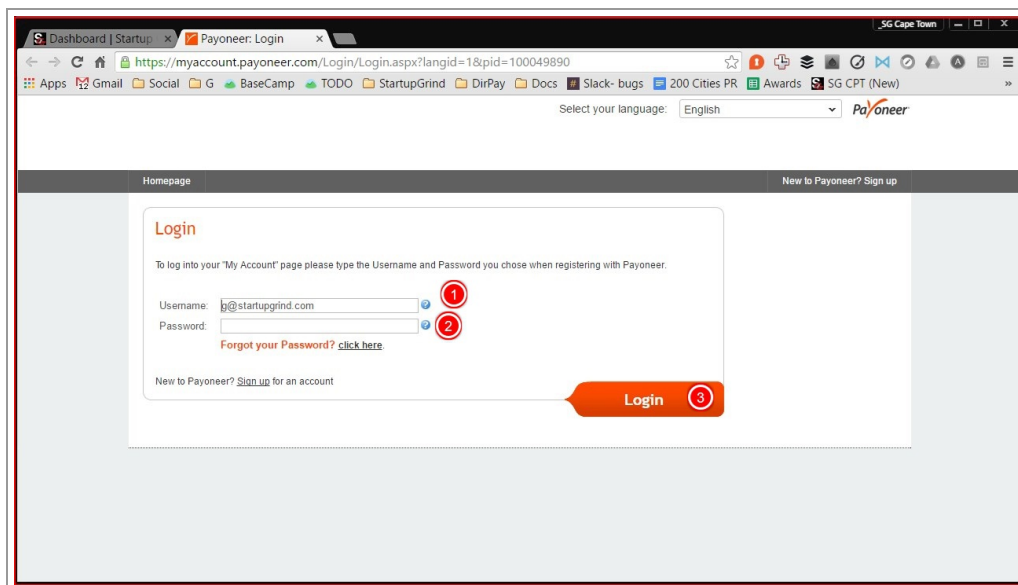 _SG Cape Town
Dashboard | Startup
Payoneer: Login
https://myaccount.payoneer.com/Login/Login.aspx?langid=1&pid=100049890
Apps Gmail Social G BaseCamp TODO StartupGrind DirPay Docs Slack- bugs 200 Cities PR Awards SG CPT (New) »
Select your language: English Payoneer
Homepage New to Payoneer? Sign up
Login
To log into your "My Account" page please type the Username and Password you chose when registering with Payoneer.
1
Username: g@startupgrind.com
Password: 2
Forgot your Password? click here.
New to Payoneer? Sign up for an account
Login 3